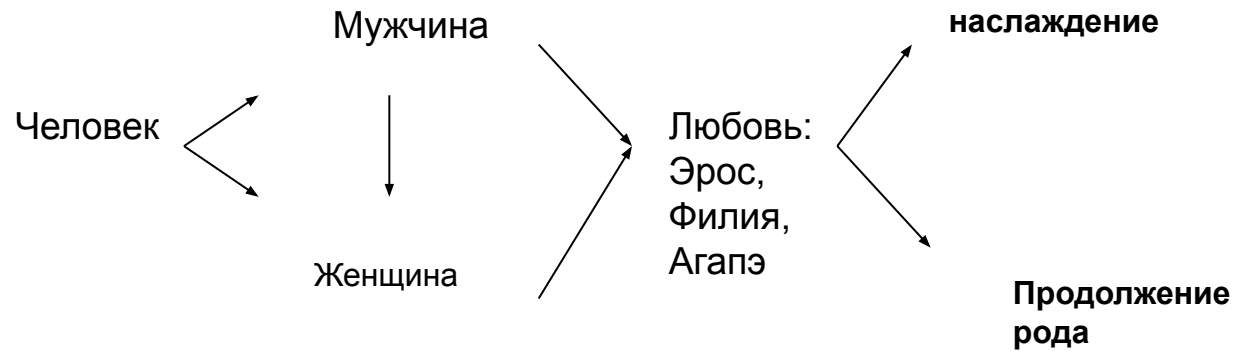 Мужчина
наслаждение
Человек
Любовь:
Эрос,
Филия,
Агапэ
Женщина
Продолжение
рода